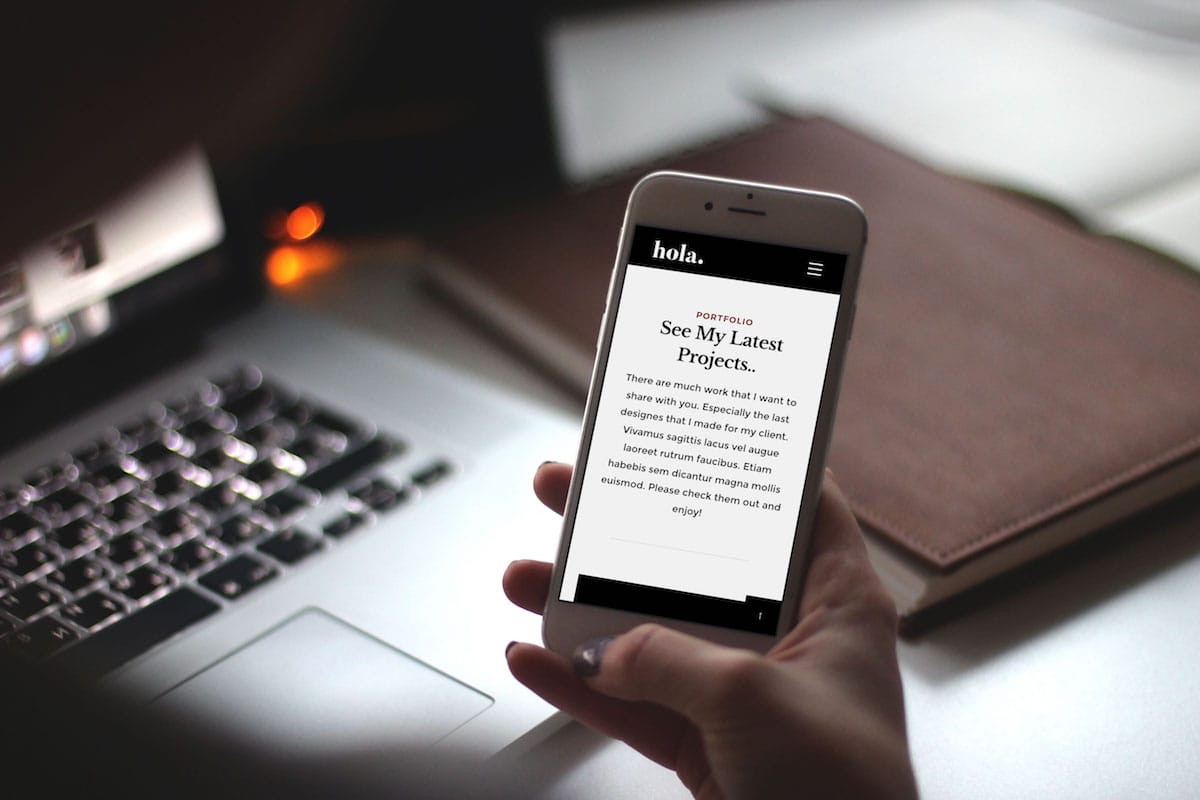 hola.
PORTFOLIO
See My Latest
Projects..
There are much work that I want to
share with you. Especially the last
designes that I made for my client.
Vivamus sagittis lacus vel augue
laoreet rutrum faucibus. Etiam
habebis sem dicantur magna mollis
euismod. Please check them out and
enjoy!